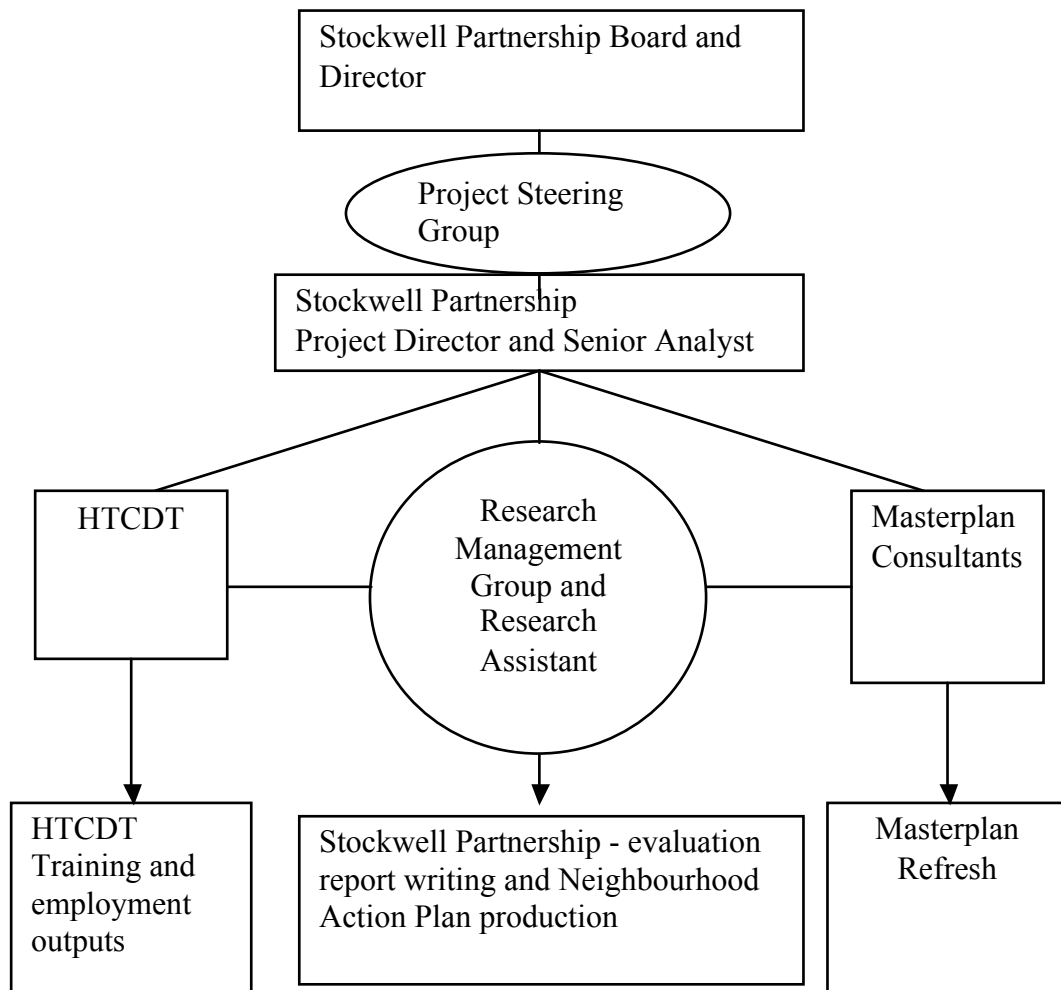 Stockwell Partnership Board and
Director
Project Steering
Group
Stockwell Partnership
Project Director and Senior Analyst
HTCDT
Research
Management
Group and
Research
Assistant
Masterplan
Consultants
HTCDT
Training and
employment
outputs
Stockwell Partnership - evaluation
report writing and Neighbourhood
Action Plan production
Masterplan
Refresh